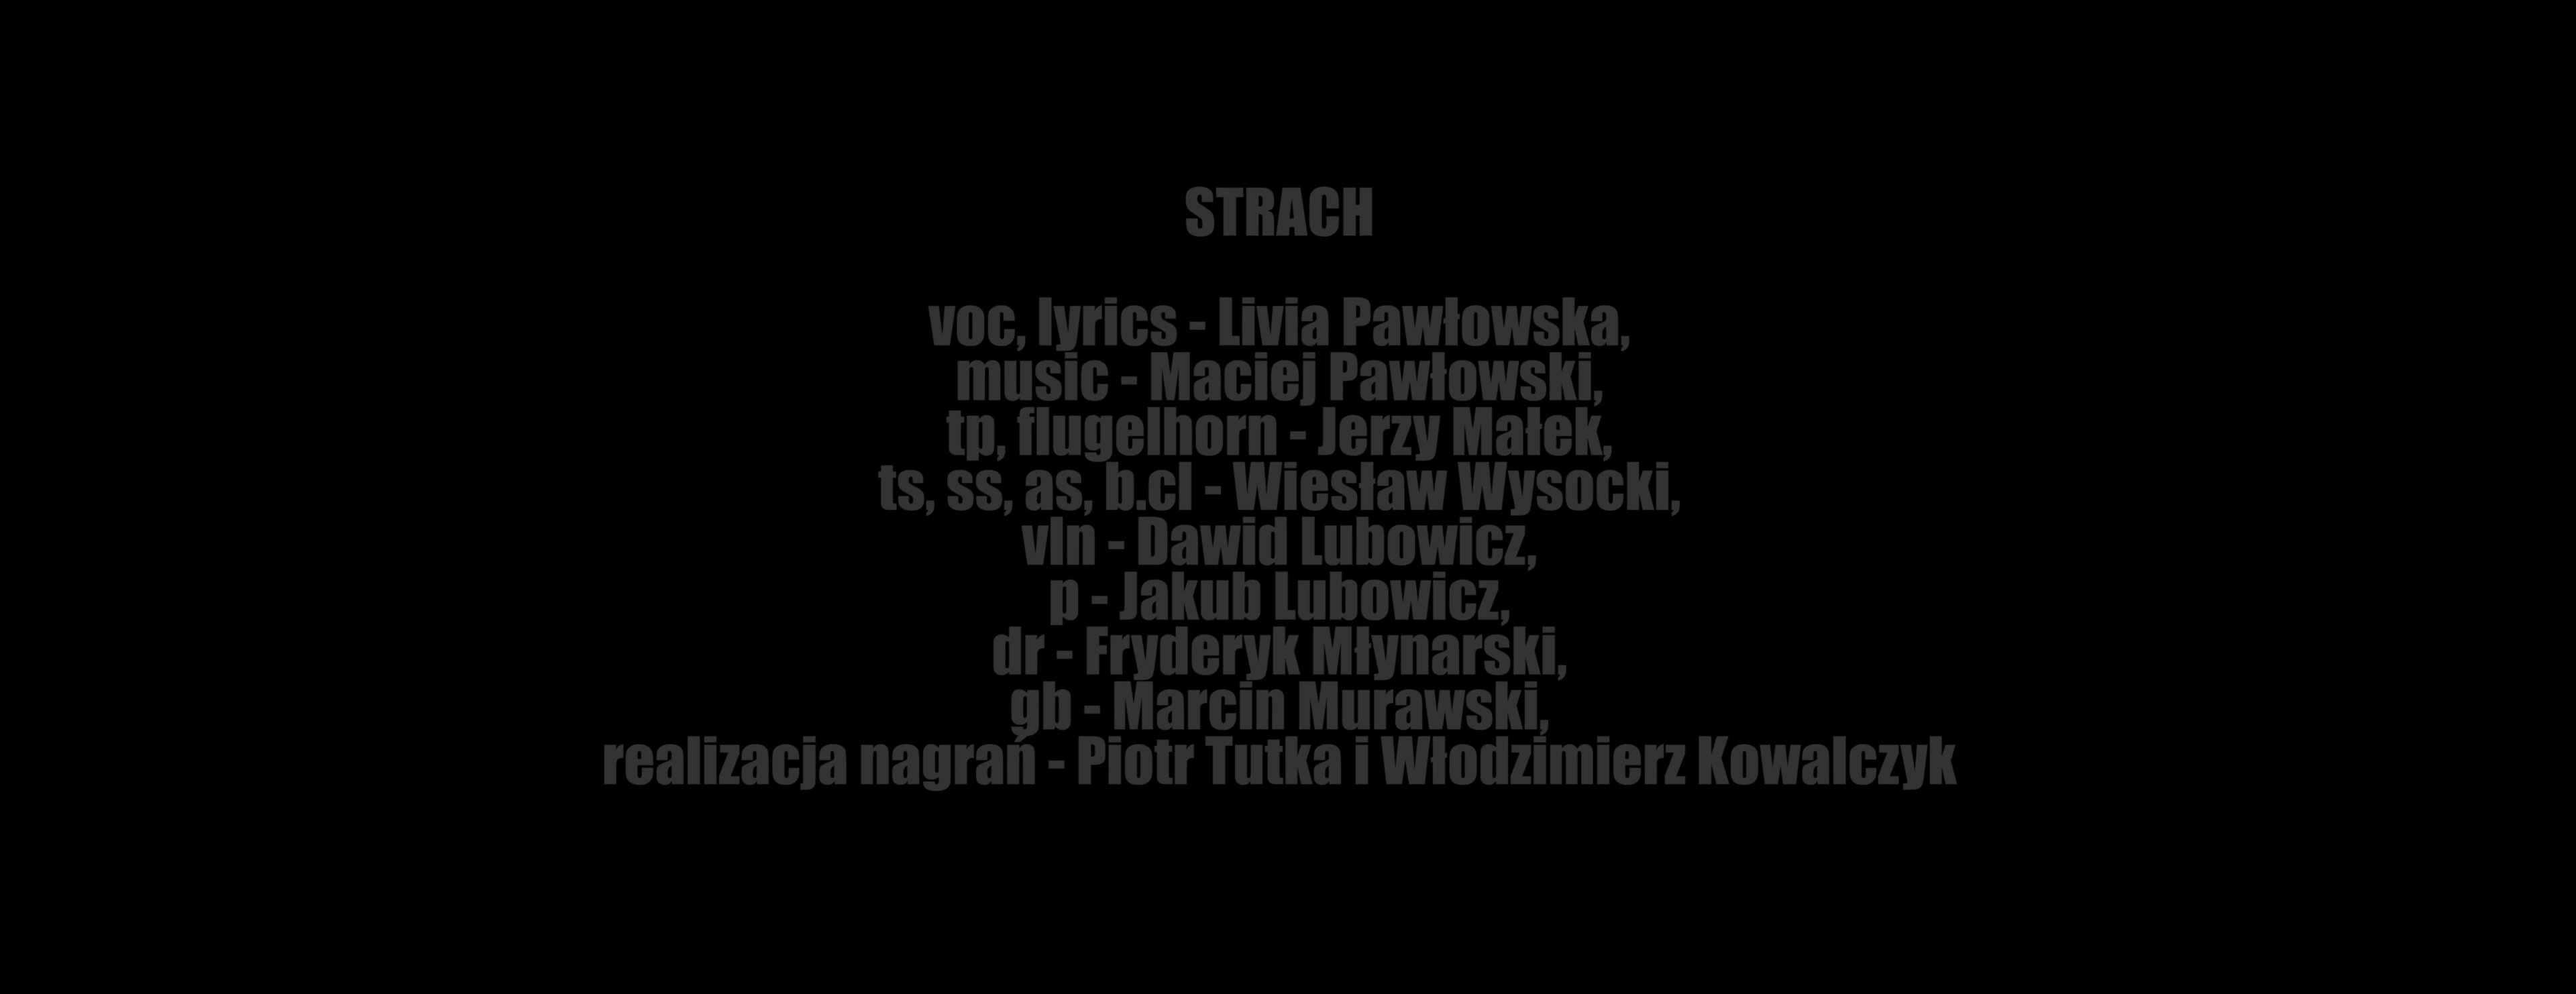 STRACH
voc, lyrics - Livia Pawłowska,
music - Maciej Pawłowski,
tp, flugelhorn - Jerzy Małek,
ts, ss, as, b.cl - Wiesław Wysocki,
vln - Dawid Lubowicz,
p - Jakub Lubowicz,
dr - Fryderyk Młynarski,
gb - Marcin Murawski,
realizacja nagrań - Piotr Tutka i Włodzimierz Kowalczyk